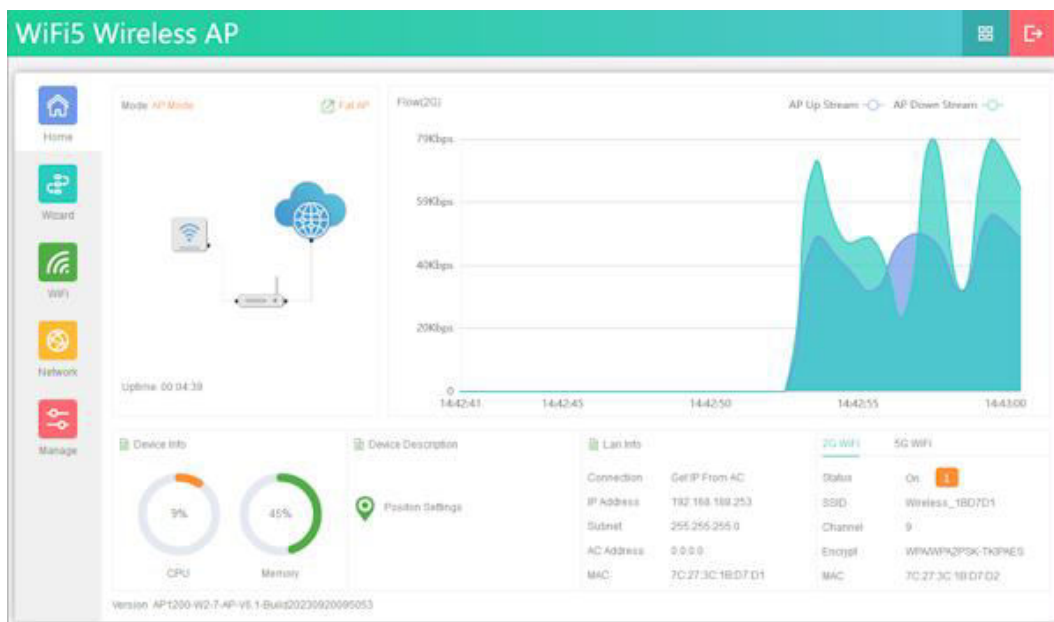 WiFi5 Wireless AP
Home
Wizard
WiFi
Network
Manage
Mode AP Mode
Fat AP
Uptime 00:04:39
Flow(2G)
AP Up Stream
AP Down Stream
79Kbps
59Kbps
40Kbps
20Kbps
0
14:42:41
14:42:45
14:42:50
14:42:55
14:43:00
Device Info
9%
45%
CPU
Memory
Device Description
Position Settings
Lan Info
Connection Get IP From AC
IP Address 192.168.188.253
Subnet 255.255.255.0
AC Address 0.0.0.0
MAC 7C:27:3C:1B:D7:D1
2G WiFi
5G WiFi
Status On 1
SSID Wireless_1BD7D1
Channel 9
Encrypt WPA/WPA2PSK-TKIPAES
MAC 7C:27:3C:1B:D7:D2
Version AP1200-W2-7-AP-V6.1-Build20230920095053